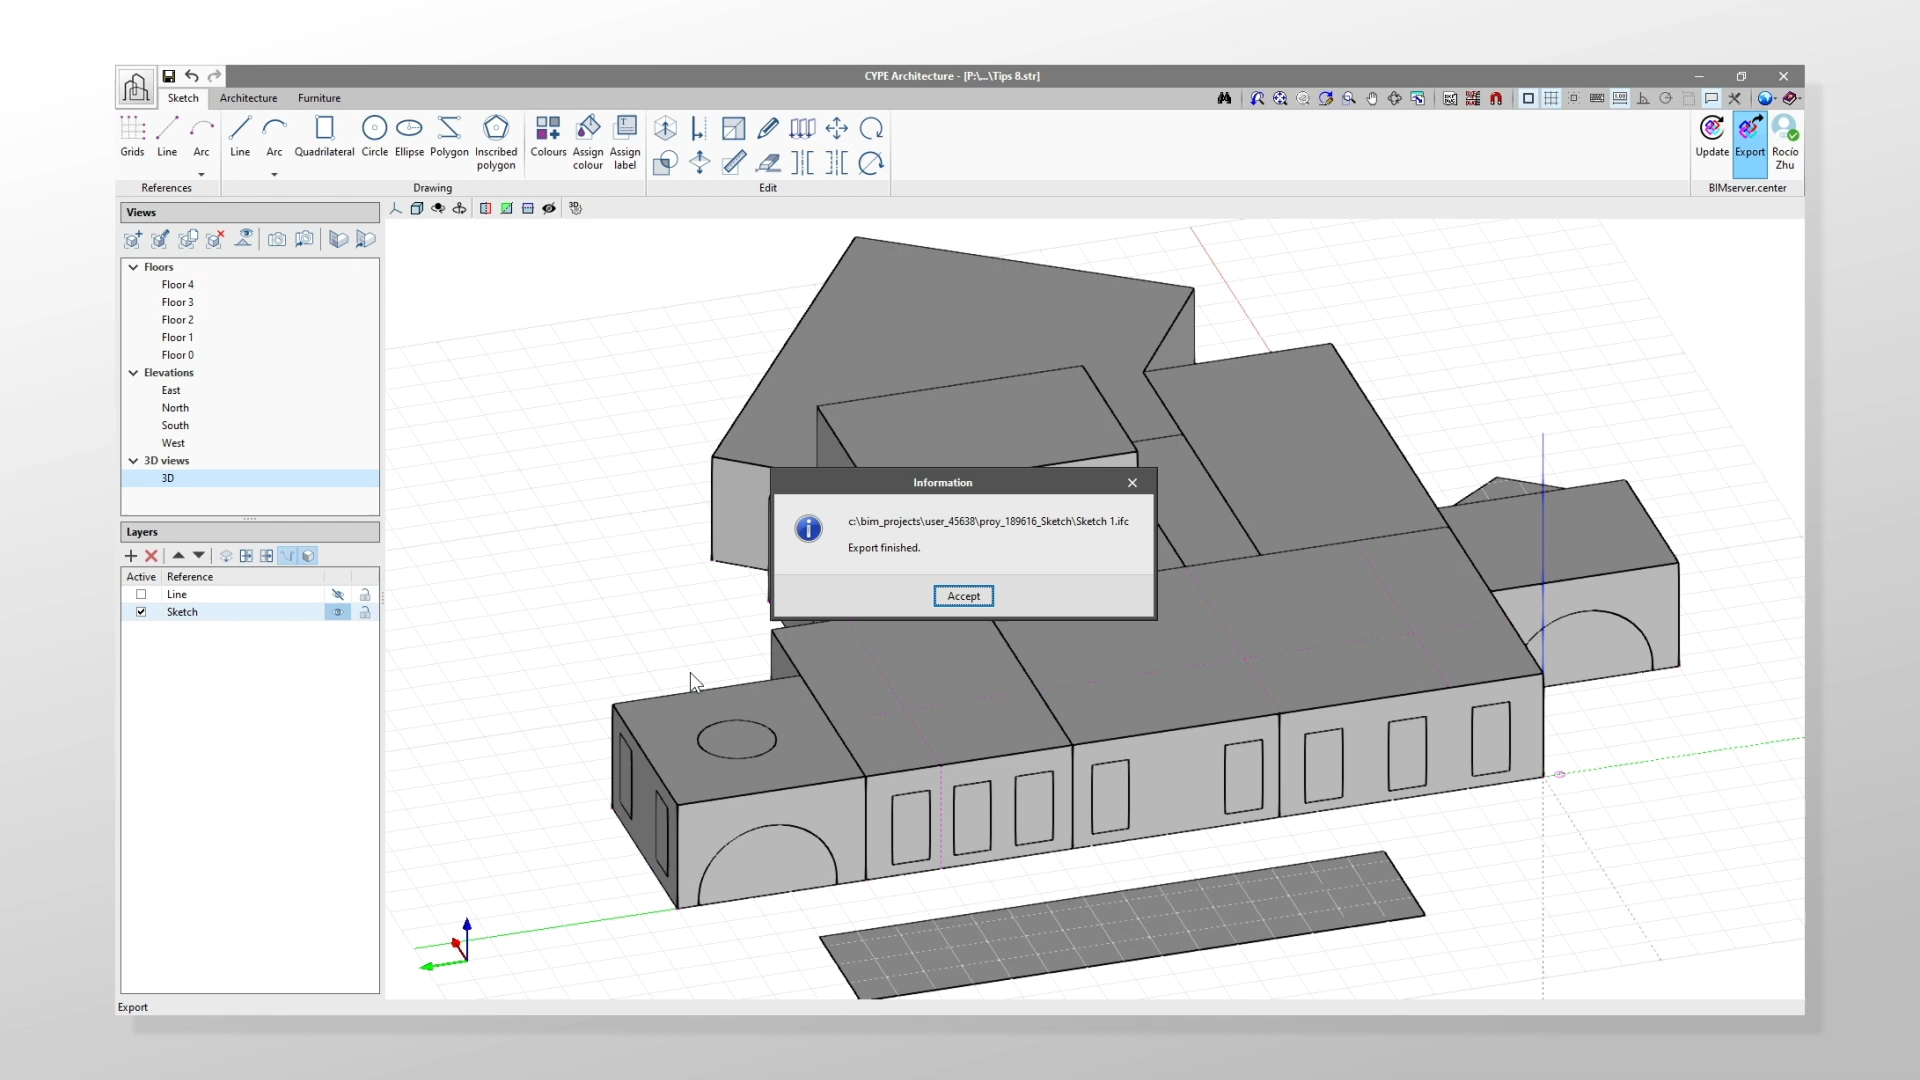 CYPE Architecture - [P:\...\Tips 8.str]
Sketch Architecture Furniture
Grids Line Arc Line Arc Quadrilateral Circle Ellipse Polygon Inscribed polygon Colours Assign colour Assign label Update Export Rocío Zhu
References Drawing Edit BIMserver.center
Views
Floors
Floor 4
Floor 3
Floor 2
Floor 1
Floor 0
Elevations
East
North
South
West
3D views
3D
Layers
Active Reference
Line
Sketch
Information
c:\bim_projects\user_45638\proy_189616_Sketch\Sketch 1.ifc
Export finished.
Accept
Export